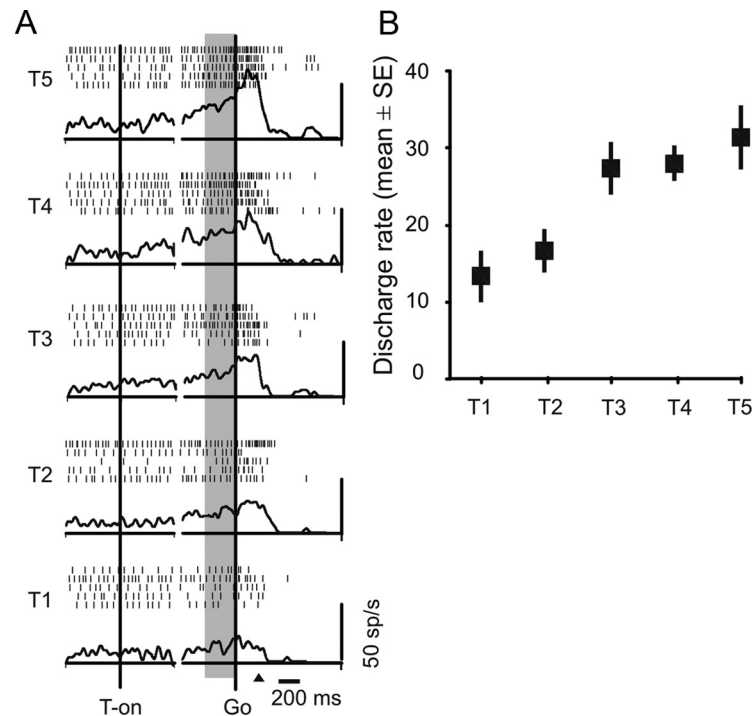 A
T5
T4
T3
T2
T1
50 sp/s
T-on
Go
200 ms
B
Discharge rate (mean ± SE)
40
30
20
10
0
T1 T2 T3 T4 T5